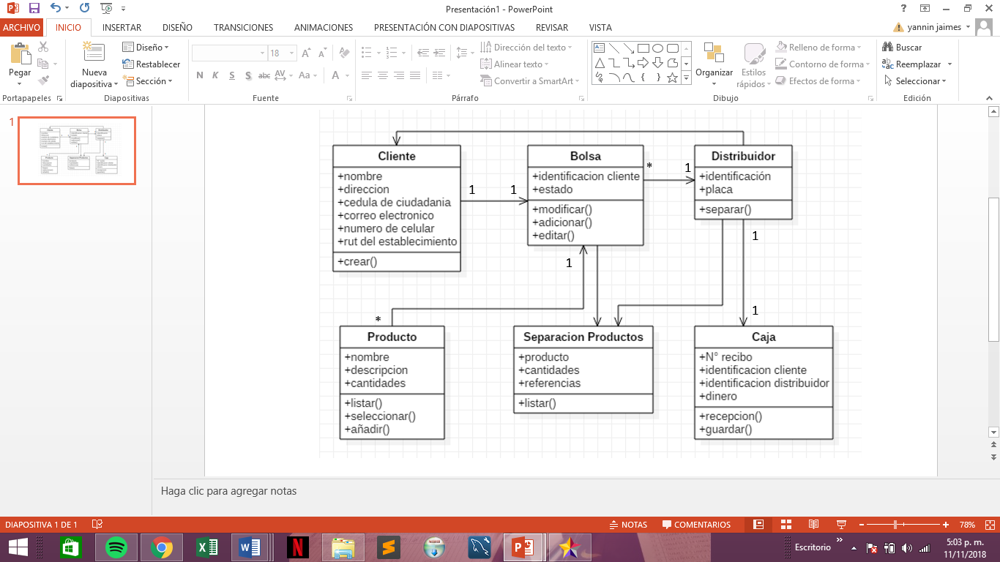 Presentación1 - PowerPoint
ARCHIVO INICIO INSERTAR DISEÑO TRANSICIONES ANIMACIONES PRESENTACIÓN CON DIAPOSITIVAS REVISAR VISTA yannin jaimes
Pegar
Nueva diapositiva
Diseño
Restablecer
Sección
18
N K S S abc AV Aa A
Dirección del texto
Alinear texto
Convertir a SmartArt
Organizar
Estilos rápidos
Relleno de forma
Contorno de forma
Efectos de forma
Buscar
Reemplazar
Seleccionar
Portapapeles Diapositivas Fuente Párrafo Dibujo Edición
1
Cliente
+nombre
+direccion
+cedula de ciudadania
+correo electronico
+numero de celular
+rut del establecimiento
+crear()
1 1
Bolsa
+identificacion cliente
+estado
+modificar()
+adicionar()
+editar()
* 1
Distribuidor
+identificación
+placa
+separar()
1
1
*
1
Producto
+nombre
+descripcion
+cantidades
+listar()
+seleccionar()
+añadir()
Separacion Productos
+producto
+cantidades
+referencias
+listar()
Caja
+N° recibo
+identificacion cliente
+identificacion distribuidor
+dinero
+recepcion()
+guardar()
Haga clic para agregar notas
DIAPOSITIVA 1 DE 1 NOTAS COMENTARIOS 78%
Escritorio
5:03 p. m.
11/11/2018